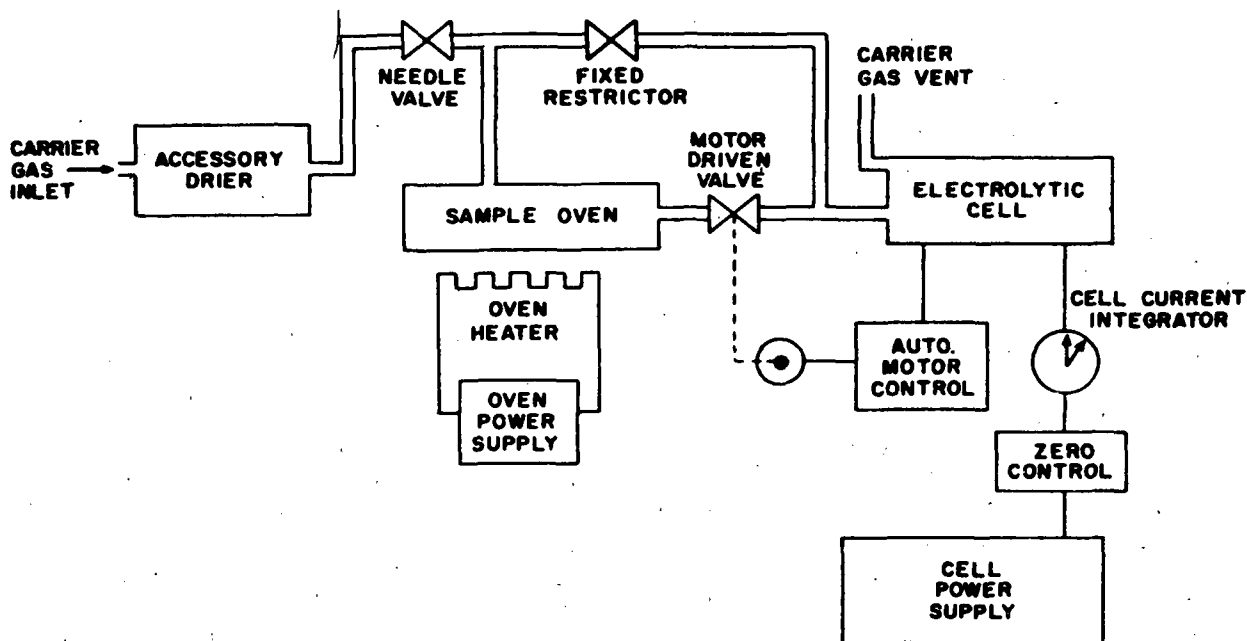 NEEDLE
VALVE
FIXED
RESTRICTOR
CARRIER
GAS VENT
CARRIER
GAS
INLET
ACCESSORY
DRIER
MOTOR
DRIVEN
VALVE
SAMPLE OVEN
ELECTROLYTIC
CELL
OVEN
HEATER
CELL CURRENT
INTEGRATOR
AUTO.
MOTOR
CONTROL
OVEN
POWER
SUPPLY
ZERO
CONTROL
CELL
POWER
SUPPLY